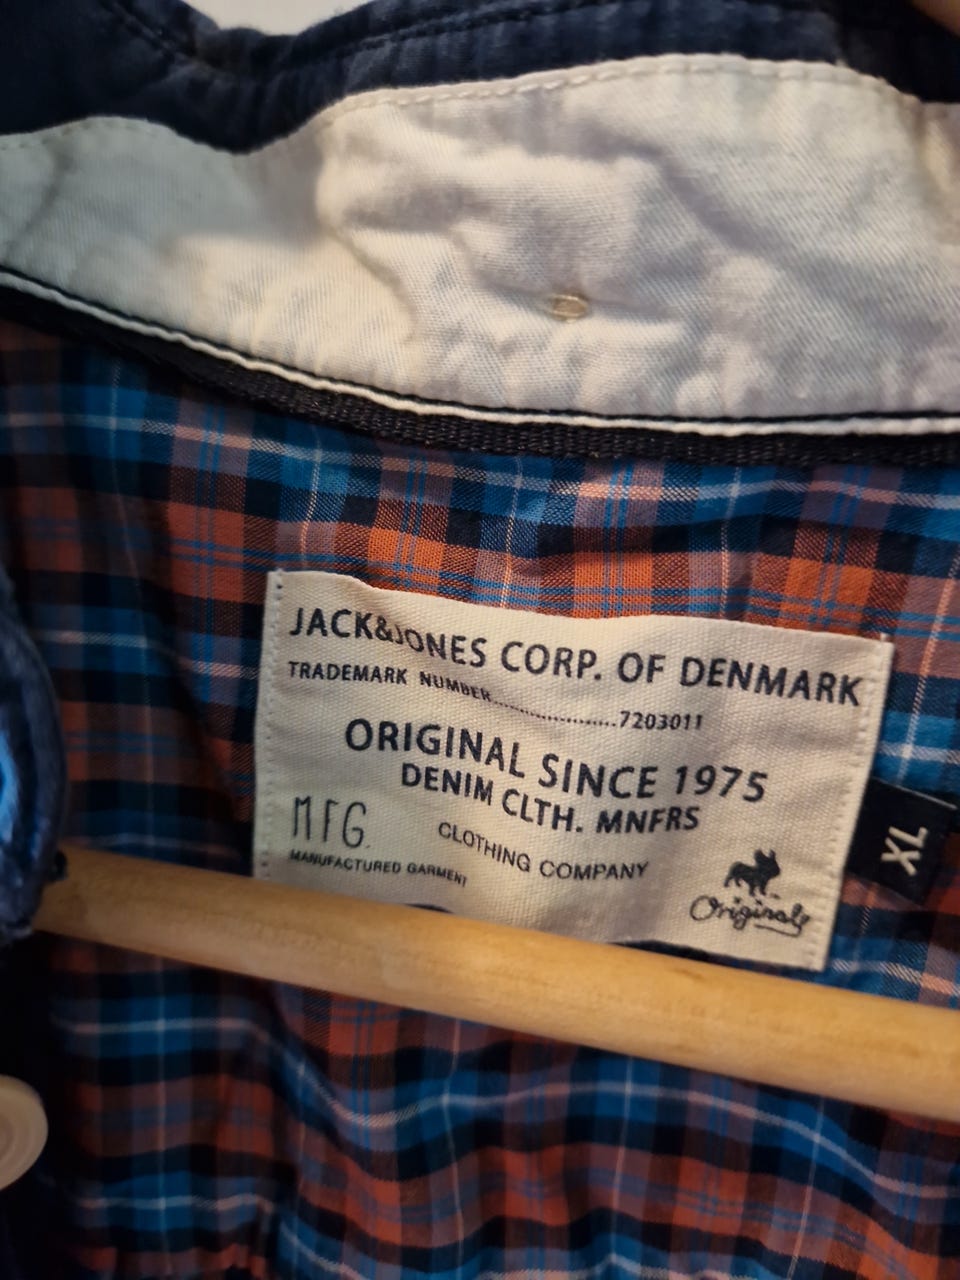 JACK&JONES CORP. OF DENMARK
TRADEMARK NUMBER.....................7203011
ORIGINAL SINCE 1975
DENIM CLTH. MNFRS
MFG.
CLOTHING COMPANY
MANUFACTURED GARMENT
Originals
XL